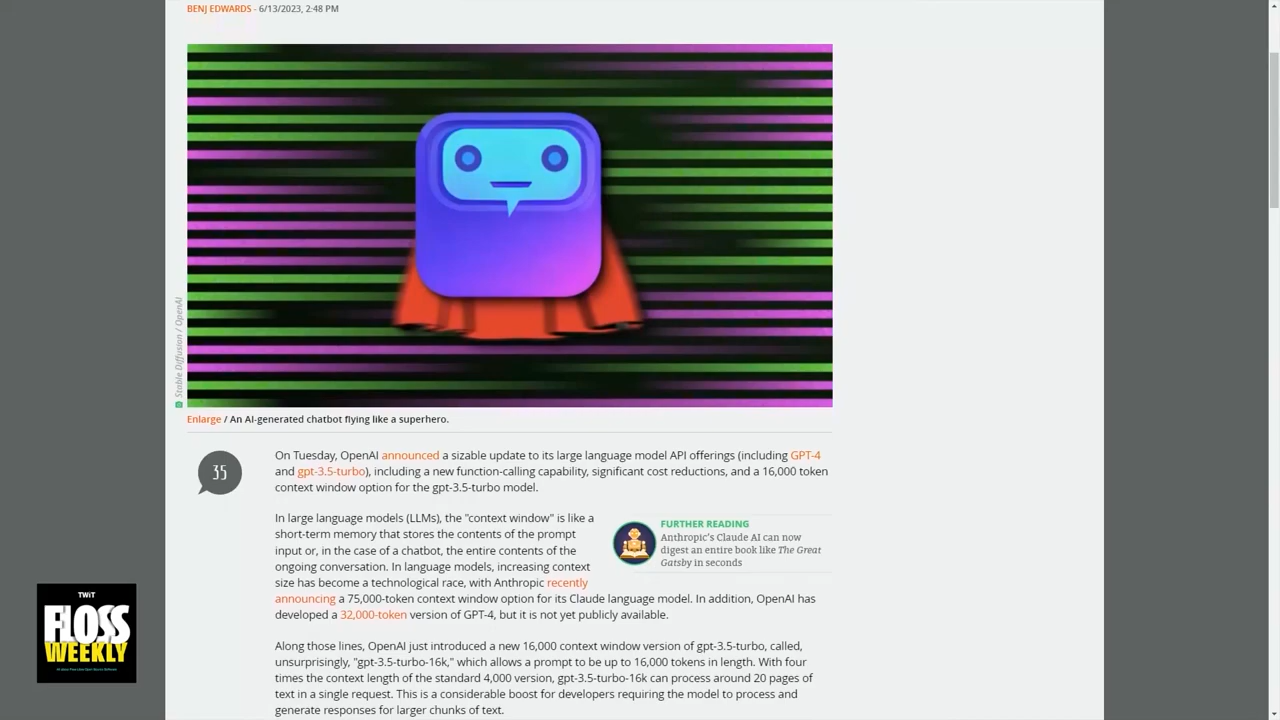 BENJ EDWARDS - 6/13/2023, 2:48 PM
Stable Diffusion / OpenAI
Enlarge / An AI-generated chatbot flying like a superhero.
35
On Tuesday, OpenAI announced a sizable update to its large language model API offerings (including GPT-4
and gpt-3.5-turbo), including a new function-calling capability, significant cost reductions, and a 16,000 token
context window option for the gpt-3.5-turbo model.
In large language models (LLMs), the "context window" is like a
short-term memory that stores the contents of the prompt
input or, in the case of a chatbot, the entire contents of the
ongoing conversation. In language models, increasing context
size has become a technological race, with Anthropic recently
announcing a 75,000-token context window option for its Claude language model. In addition, OpenAI has
developed a 32,000-token version of GPT-4, but it is not yet publicly available.
FURTHER READING
Anthropic's Claude AI can now
digest an entire book like The Great
Gatsby in seconds
Along those lines, OpenAI just introduced a new 16,000 context window version of gpt-3.5-turbo, called,
unsurprisingly, "gpt-3.5-turbo-16k," which allows a prompt to be up to 16,000 tokens in length. With four
times the context length of the standard 4,000 version, gpt-3.5-turbo-16k can process around 20 pages of
text in a single request. This is a considerable boost for developers requiring the model to process and
generate responses for larger chunks of text.
TWiT
FLOSS
WEEKLY